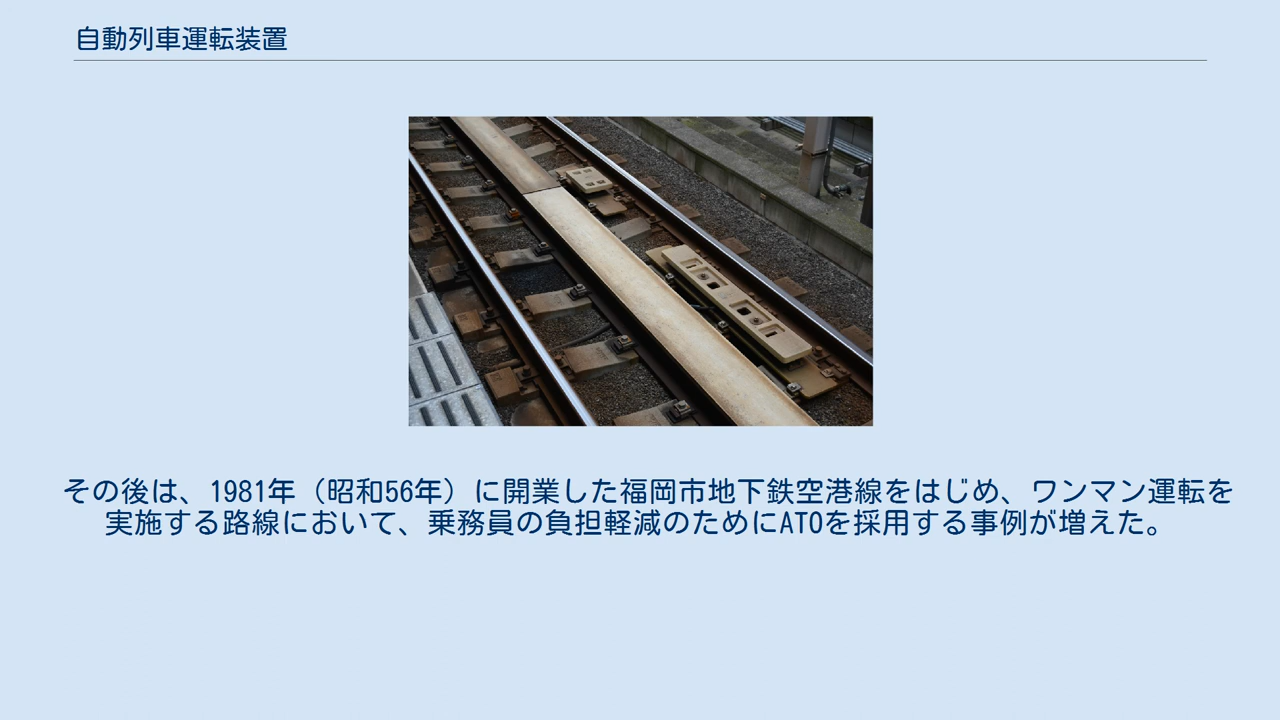 自動列車運転装置
その後は、1981年（昭和56年）に開業した福岡市地下鉄空港線をはじめ、ワンマン運転を
実施する路線において、乗務員の負担軽減のためにATOを採用する事例が増えた。